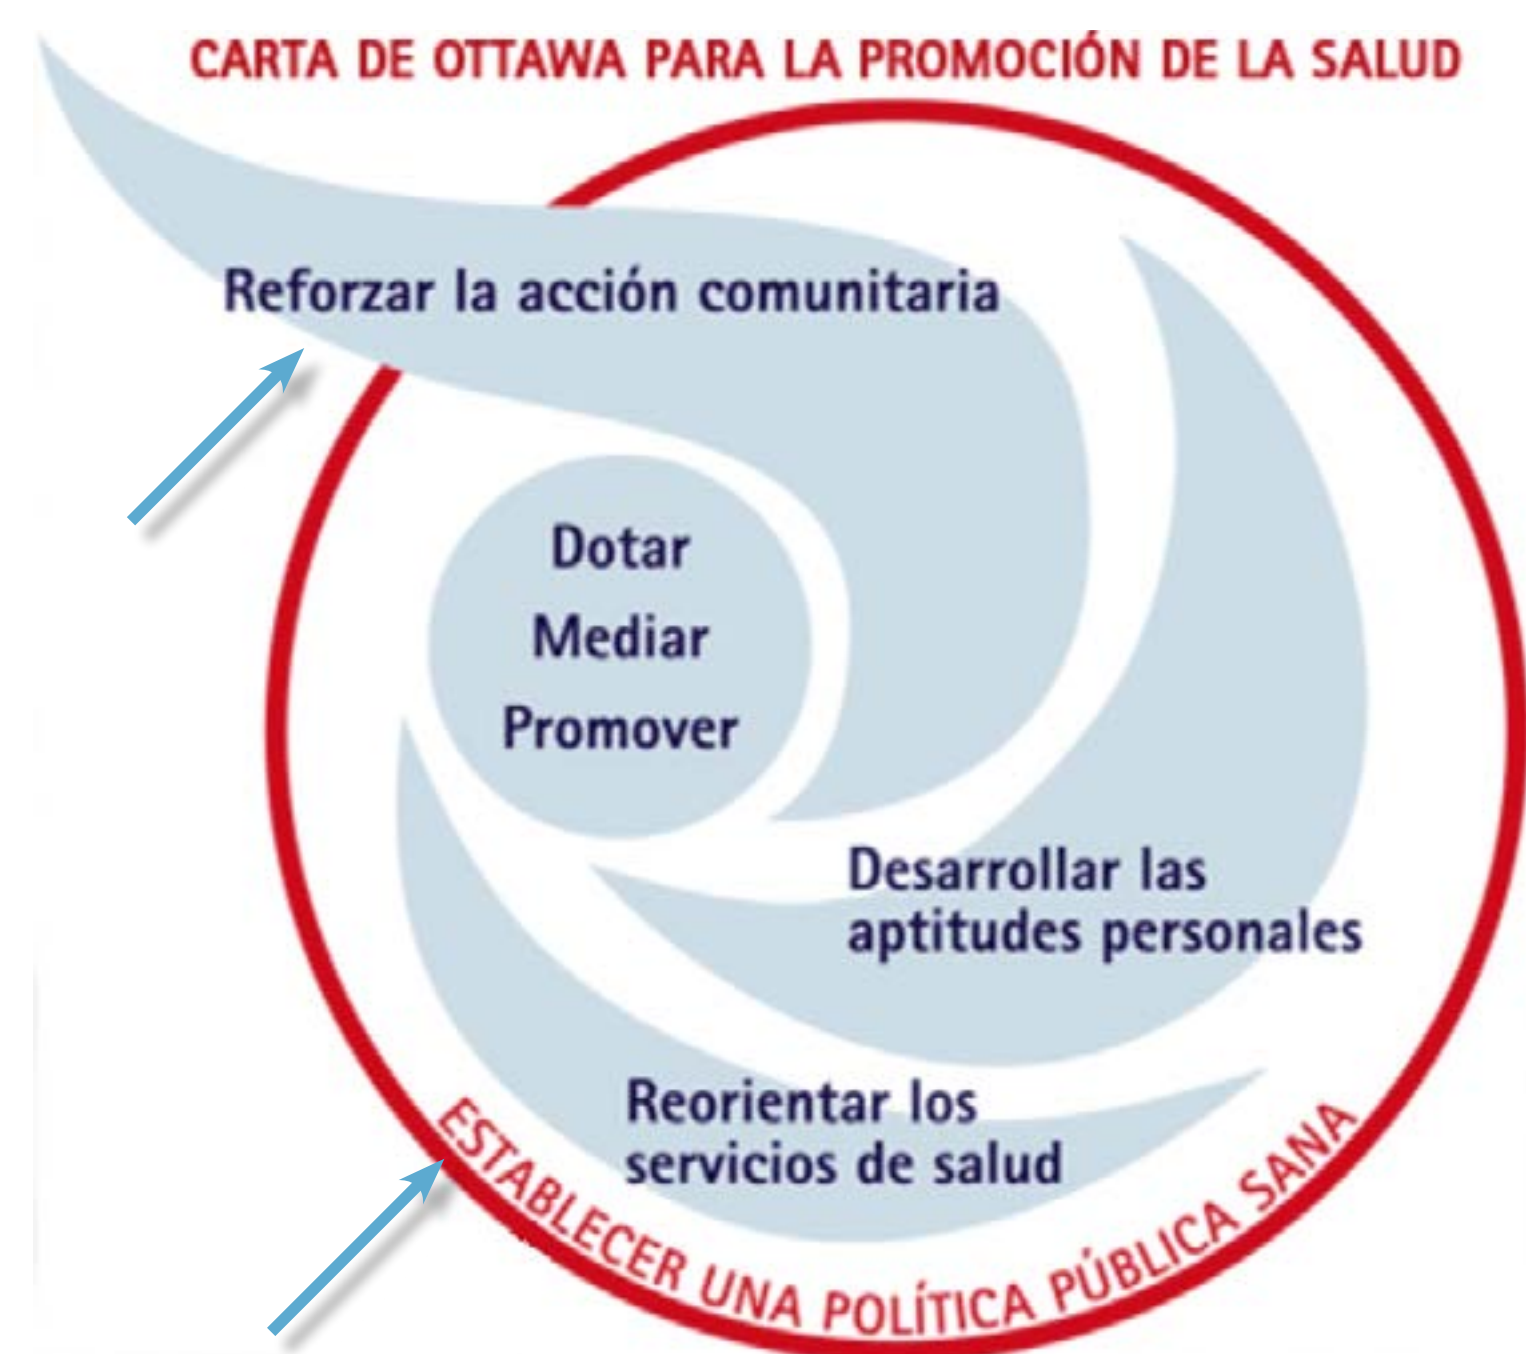 CARTA DE OTTAWA PARA LA PROMOCIÓN DE LA SALUD
Reforzar la acción comunitaria
Dotar
Mediar
Promover
Desarrollar las
aptitudes personales
Reorientar los
servicios de salud
ESTABLECER UNA POLÍTICA PÚBLICA SANA